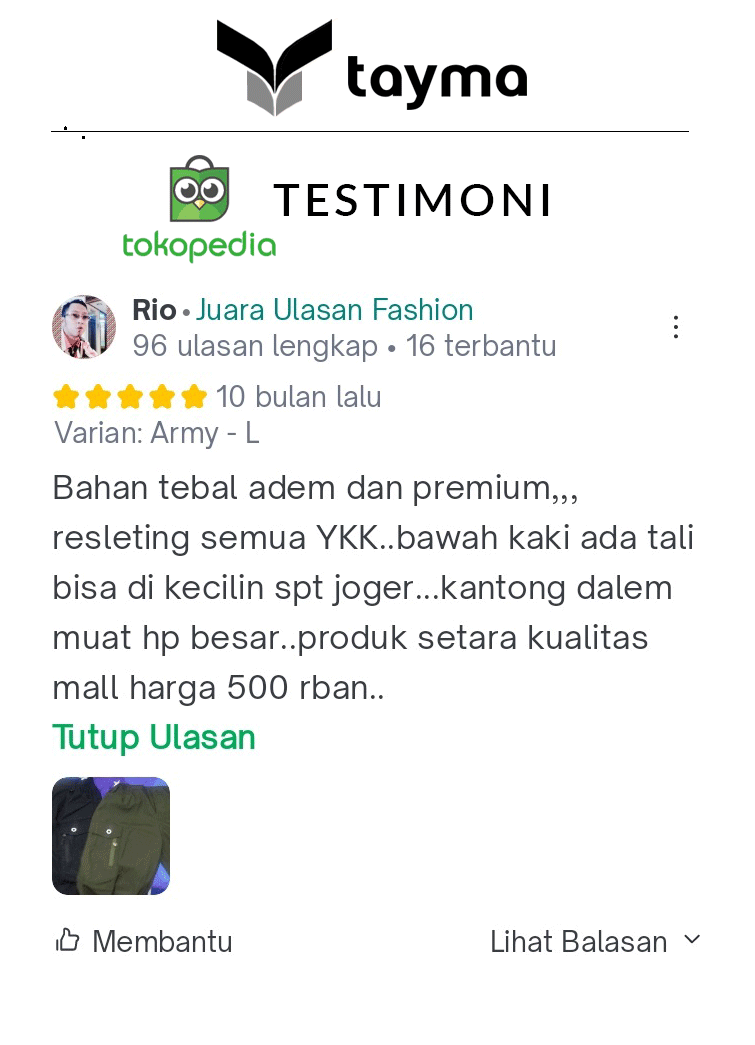 tayma
tokopedia
TESTIMONI
Rio • Juara Ulasan Fashion
96 ulasan lengkap • 16 terbantu
10 bulan lalu
Varian: Army - L
Bahan tebal adem dan premium,,,
resleting semua YKK..bawah kaki ada tali
bisa di kecilin spt joger...kantong dalem
muat hp besar..produk setara kualitas
mall harga 500 rban..
Tutup Ulasan
Membantu
Lihat Balasan